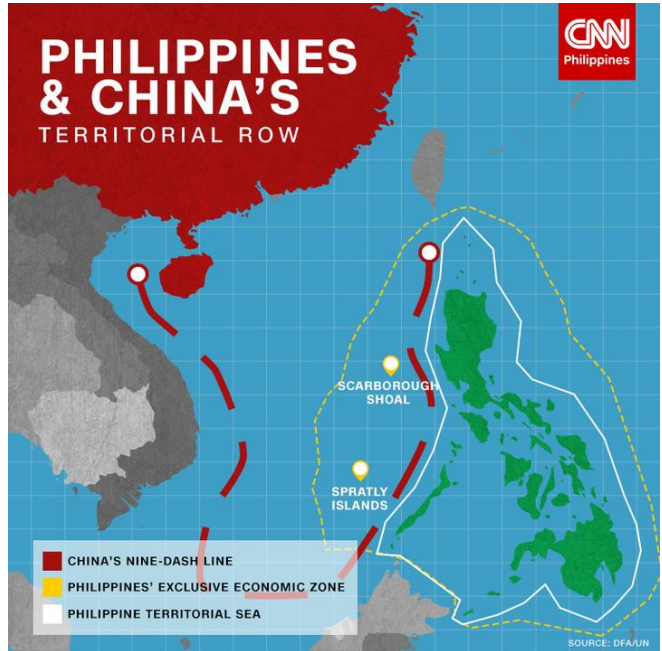 PHILIPPINES
& CHINA'S
TERRITORIAL ROW
CNN
Philippines
SCARBOROUGH
SHOAL
SPRATLY
ISLANDS
CHINA'S NINE-DASH LINE
PHILIPPINES' EXCLUSIVE ECONOMIC ZONE
PHILIPPINE TERRITORIAL SEA
SOURCE: DFA/UN